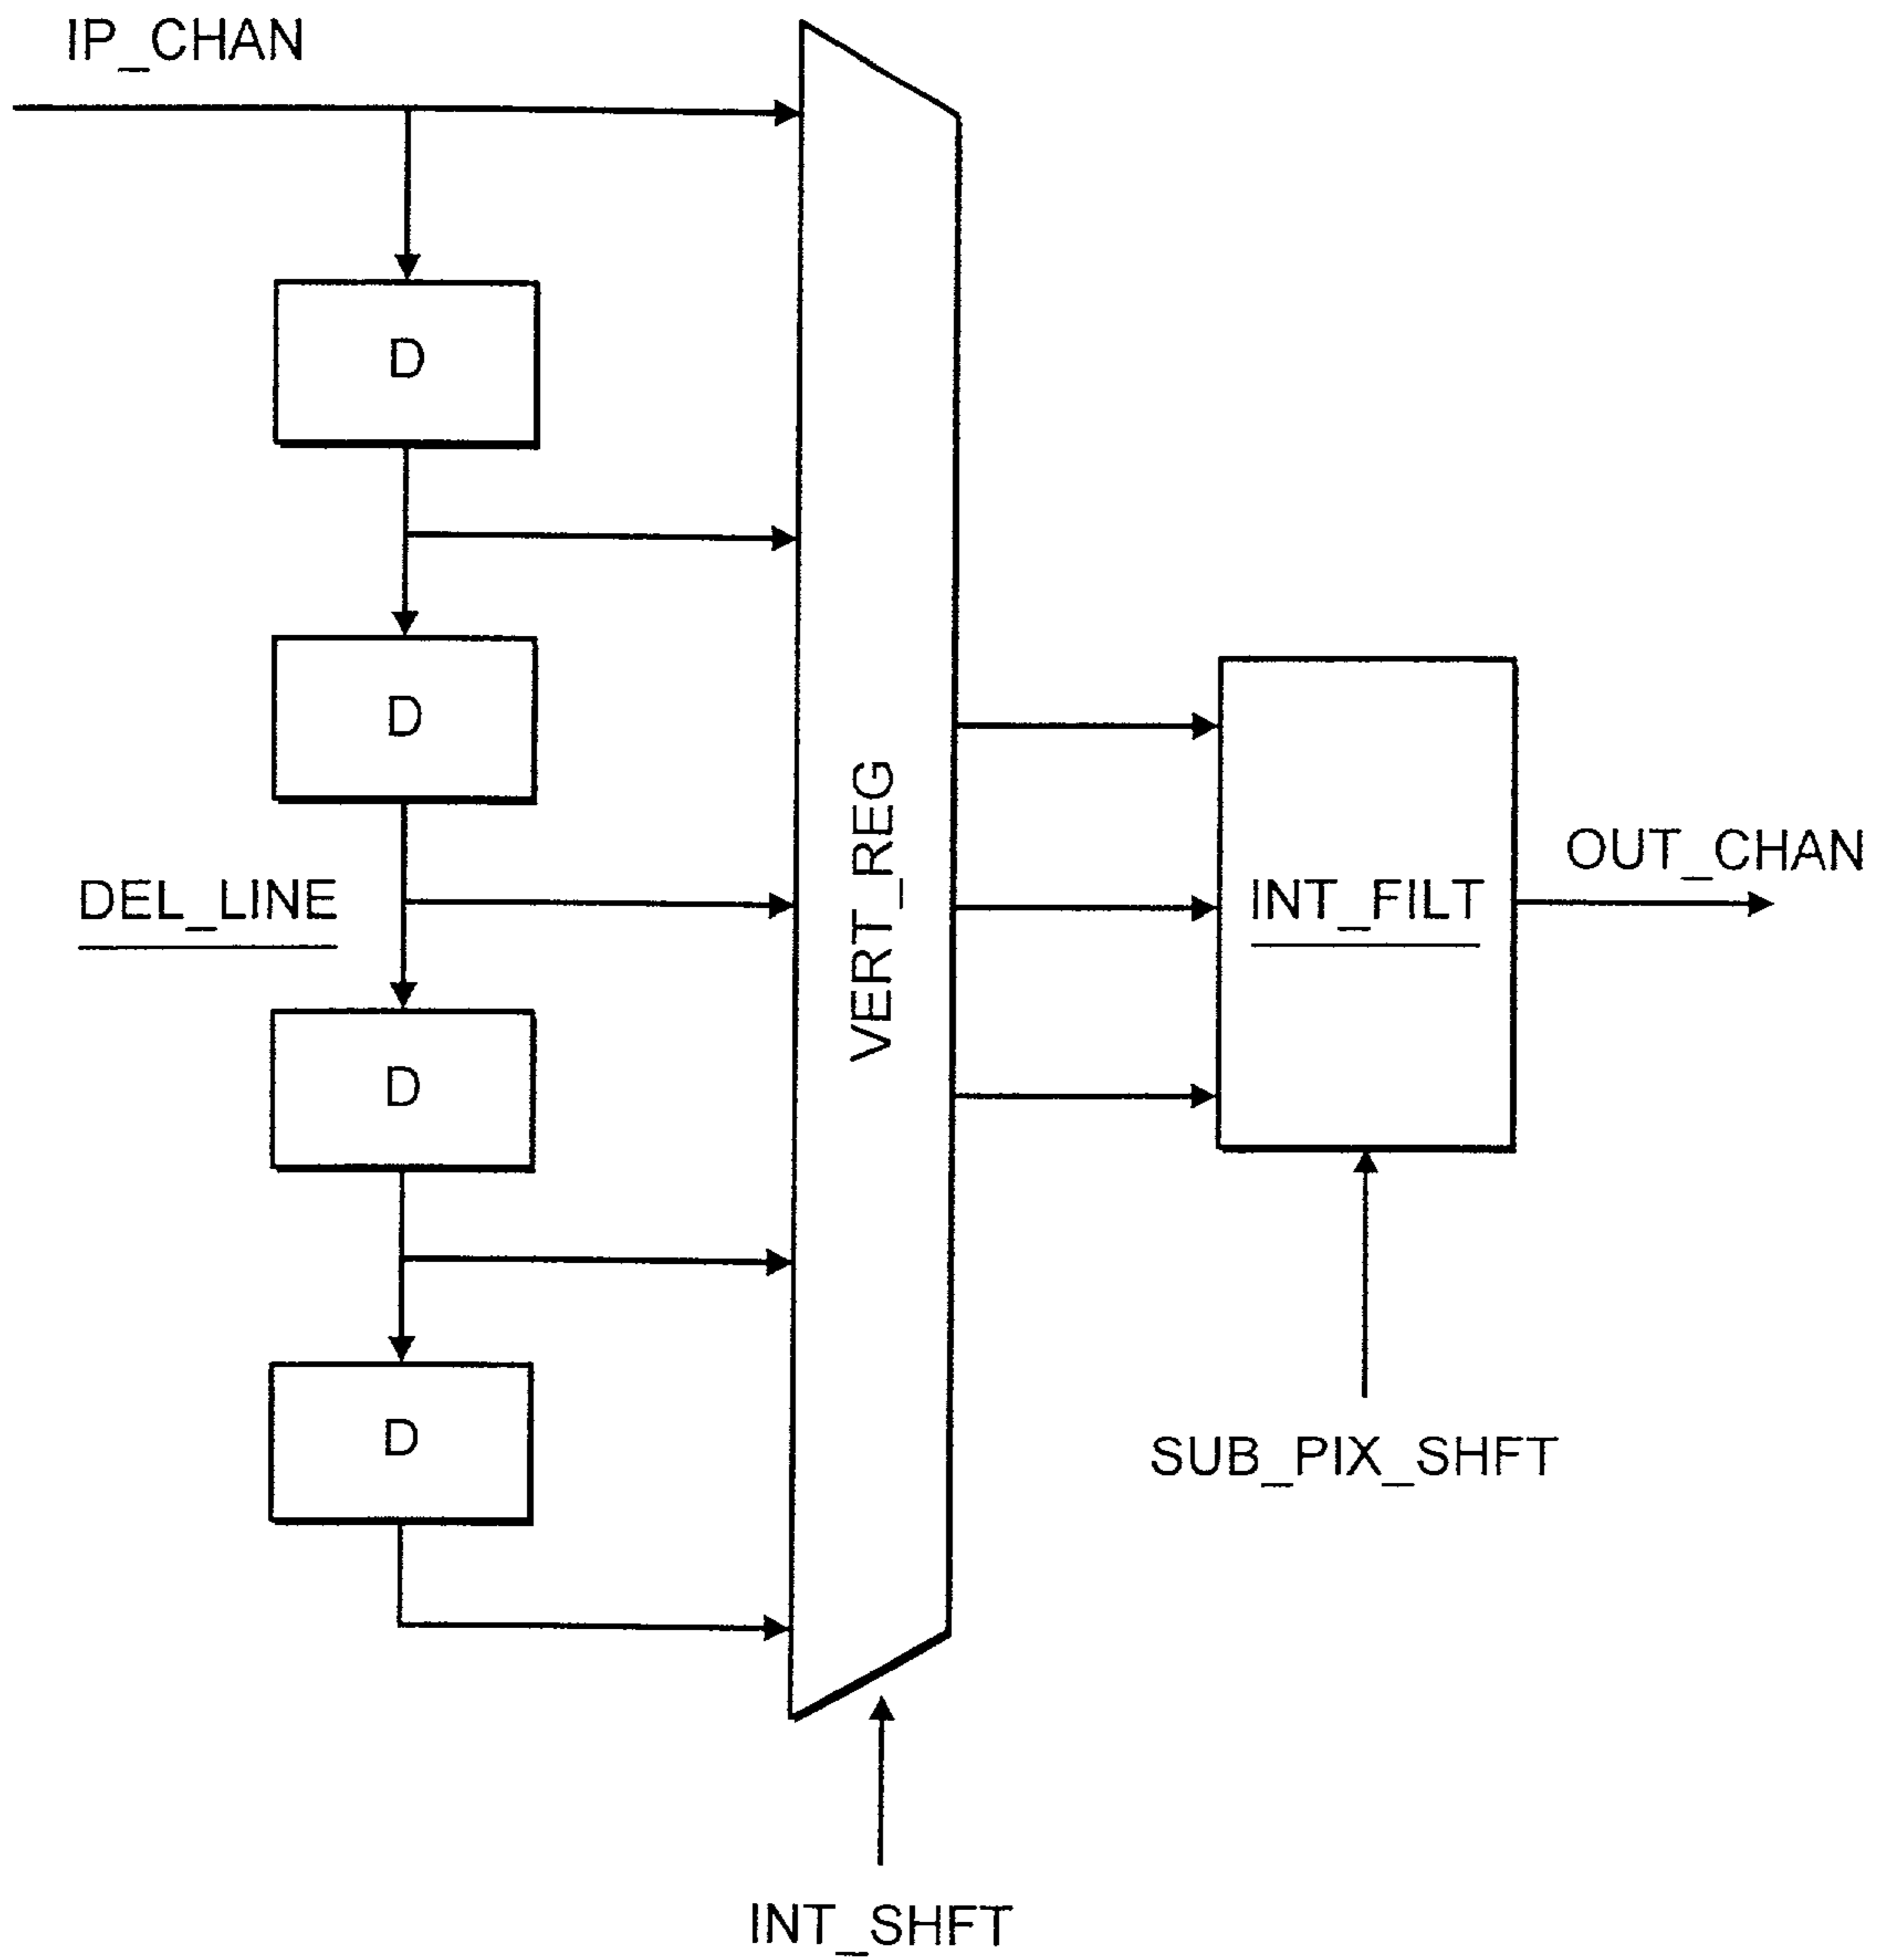 IP_CHAN
D
D
DEL_LINE
D
D
VERT_REG
INT_FILT
OUT_CHAN
SUB_PIX_SHFT
INT_SHFT